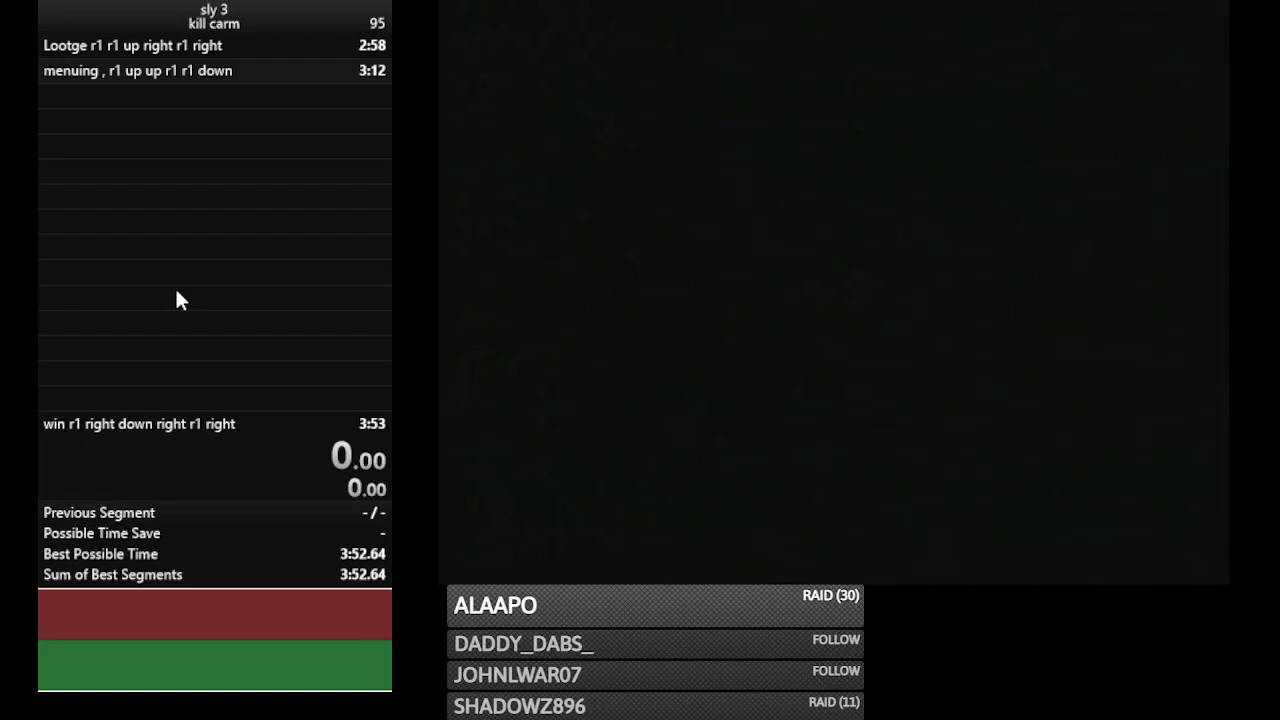 sly 3
kill carm 95
Lootge r1 r1 up right r1 right 2:58
menuing , r1 up up r1 r1 down 3:12
win r1 right down right r1 right 3:53
0.00
0.00
Previous Segment - / -
Possible Time Save -
Best Possible Time 3:52.64
Sum of Best Segments 3:52.64
ALAAPO RAID (30)
DADDY_DABS_ FOLLOW
JOHNLWAR07 FOLLOW
SHADOWZ896 RAID (11)